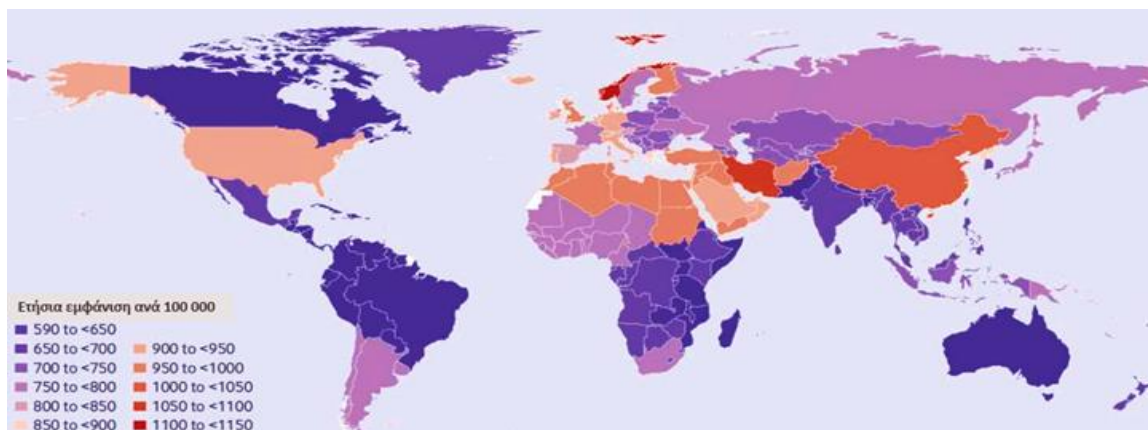 Ετήσια εμφάνιση ανά 100 000
590 to <650
650 to <700
700 to <750
750 to <800
800 to <850
850 to <900
900 to <950
950 to <1000
1000 to <1050
1050 to <1100
1100 to <1150